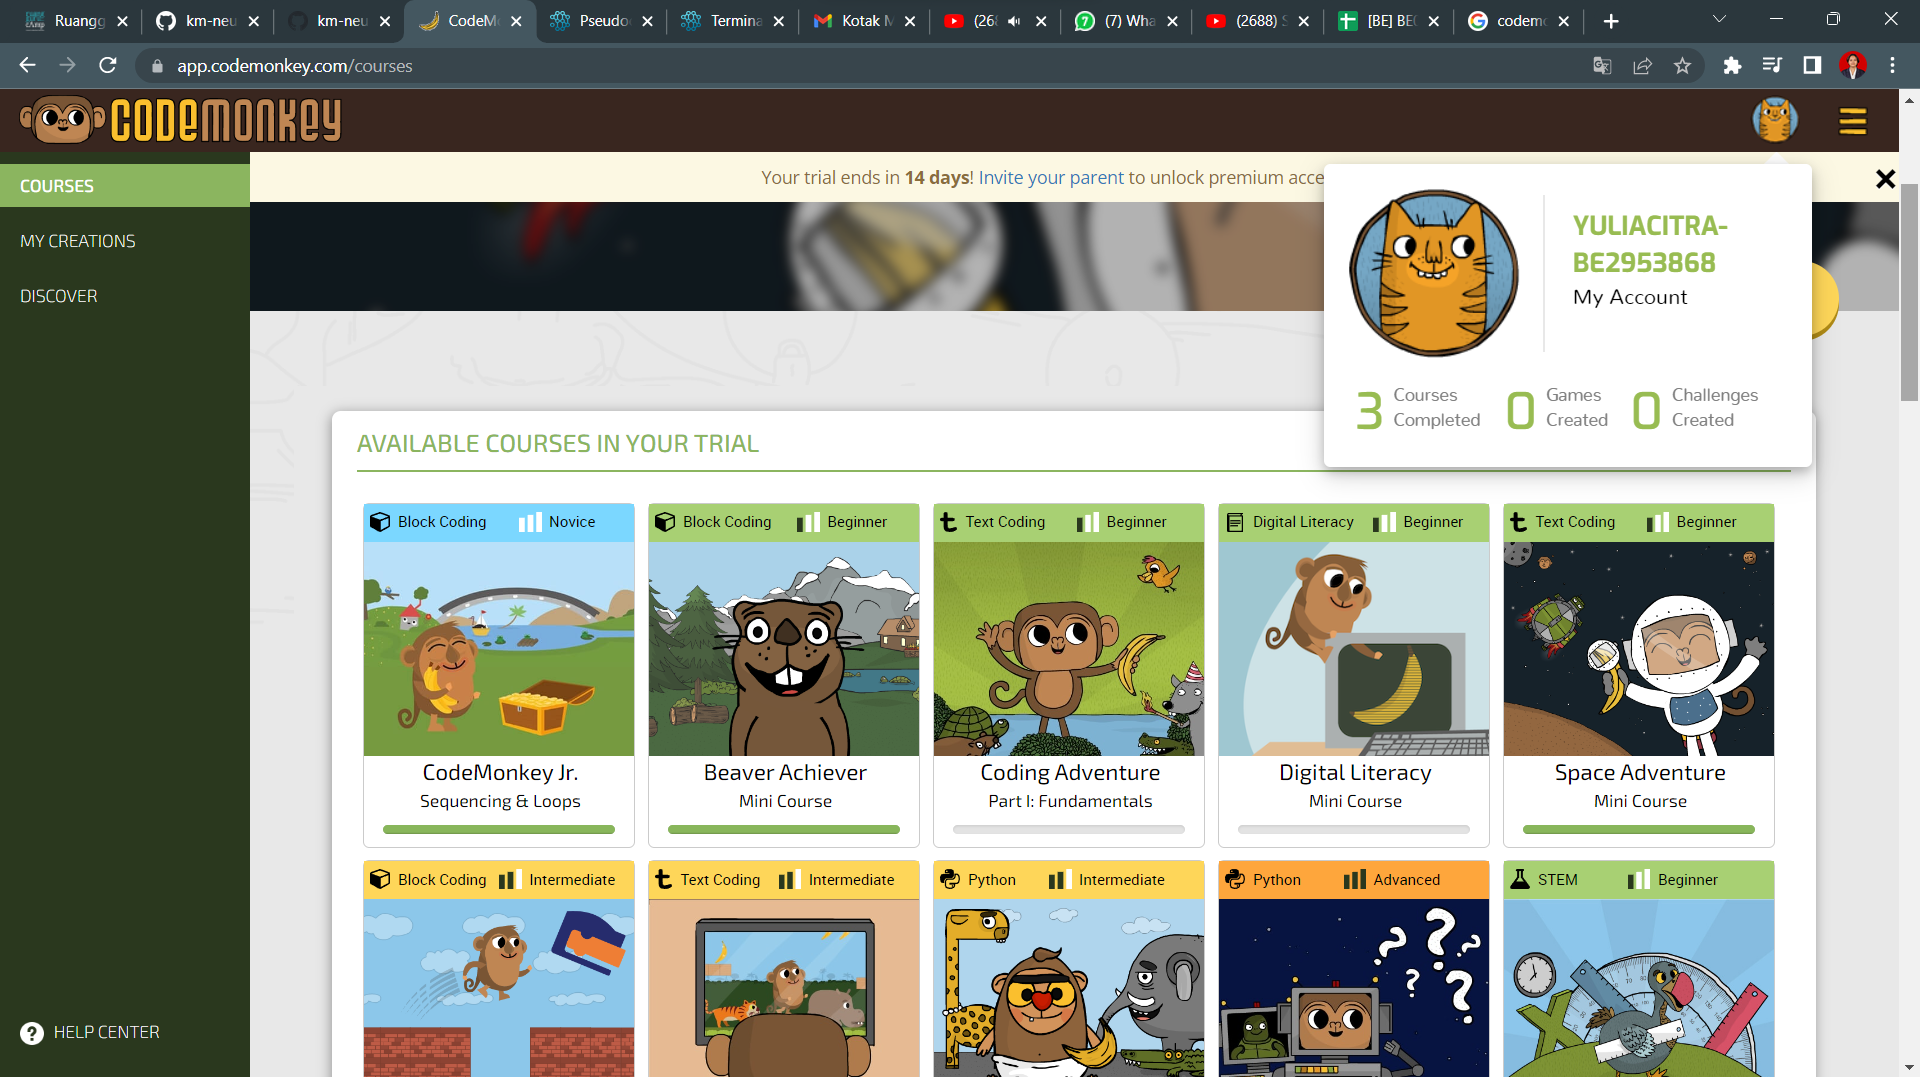 Ruangg
km-neu
km-neu
CodeMo
Pseudo
Termina
Kotak M
(268
(7) Wha
(2688) S
[BE] BEG
codemo
app.codemonkey.com/courses
CODEMONKEY
COURSES
MY CREATIONS
DISCOVER
HELP CENTER
Your trial ends in 14 days! Invite your parent to unlock premium acce
YULIACITRA-
BE2953868
My Account
3 Courses Completed
0 Games Created
0 Challenges Created
AVAILABLE COURSES IN YOUR TRIAL
Block Coding Novice
CodeMonkey Jr.
Sequencing & Loops
Block Coding Beginner
Beaver Achiever
Mini Course
Text Coding Beginner
Coding Adventure
Part I: Fundamentals
Digital Literacy Beginner
Digital Literacy
Mini Course
Text Coding Beginner
Space Adventure
Mini Course
Block Coding Intermediate
Text Coding Intermediate
Python Intermediate
Python Advanced
STEM Beginner